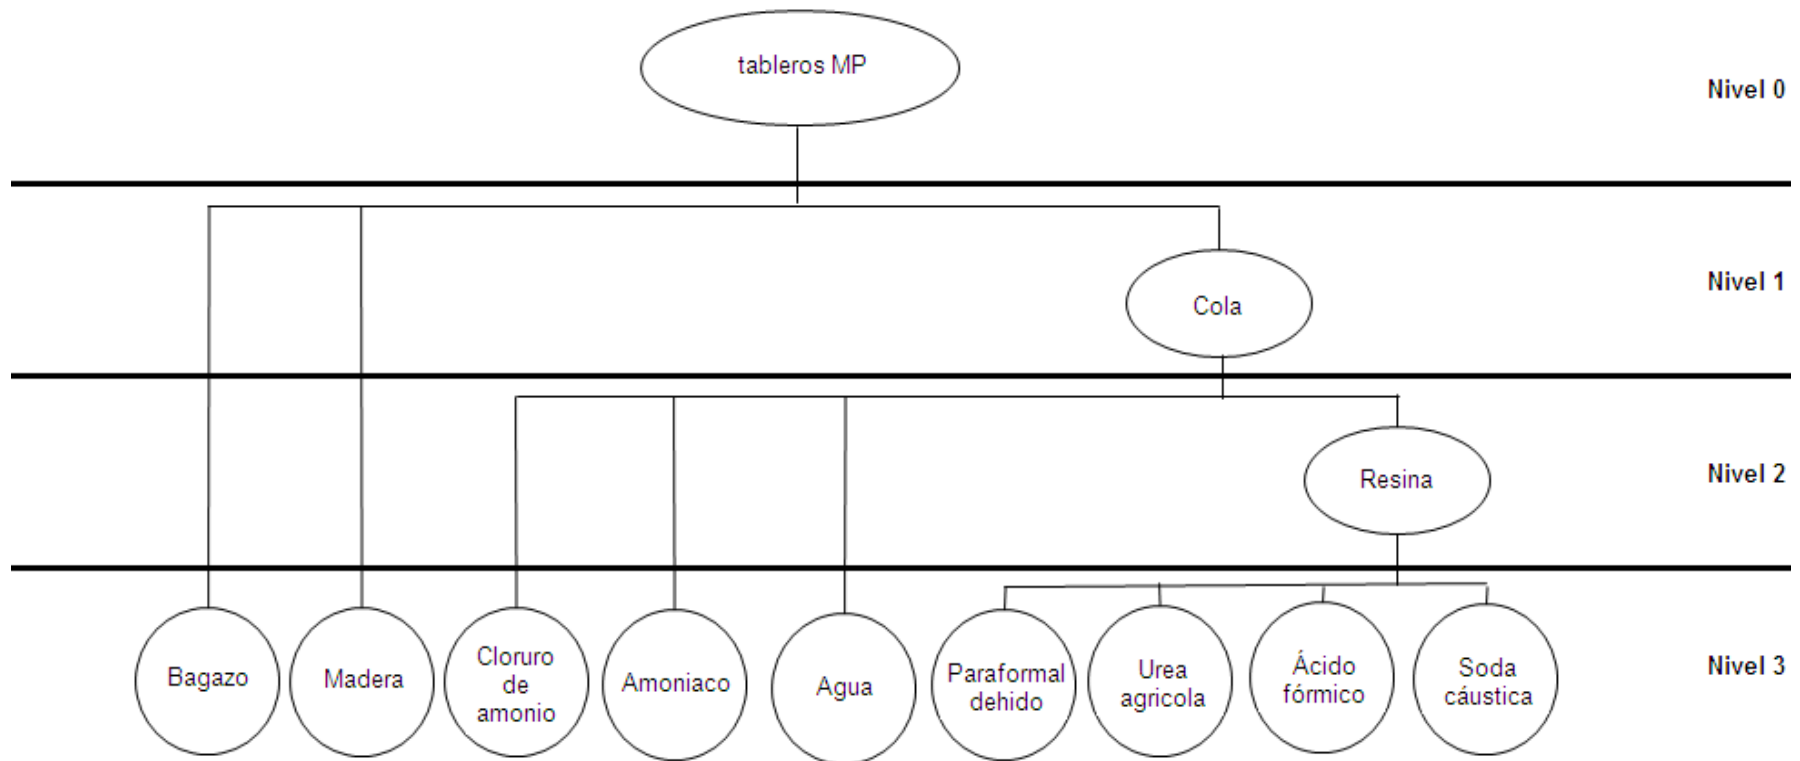 tableros MP
Nivel 0
Nivel 1
Cola
Nivel 2
Resina
Bagazo
Madera
Cloruro
de
amonio
Amoniaco
Agua
Paraformal
dehido
Urea
agricola
Ácido
fórmico
Soda
cáustica
Nivel 3